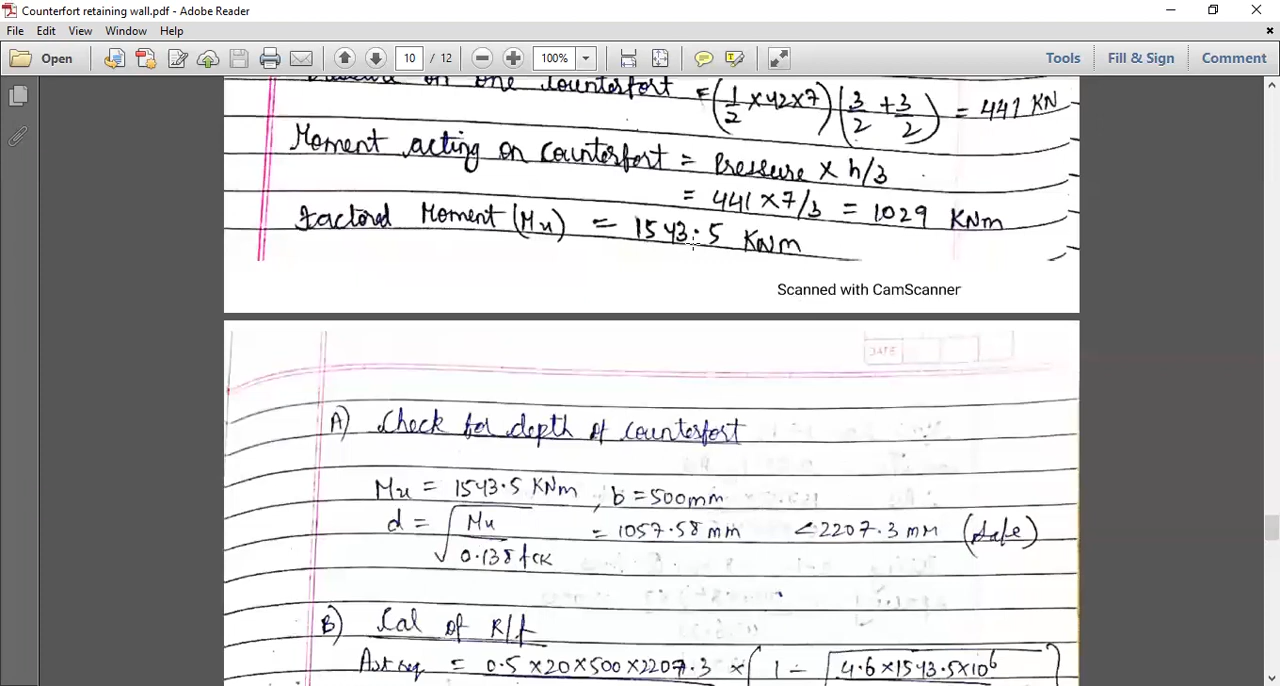 Counterfort retaining wall.pdf - Adobe Reader
File Edit View Window Help
Open 10 / 12 100% Tools Fill & Sign Comment
on one counterfort = (1/2 × 42 × 7) (3/2 + 3/2) = 441 KN
Moment acting on Counterfort = Pressure × h/3
= 441 × 7/3 = 1029 KNm
Factored Moment (Mu) = 1543.5 KNm
Scanned with CamScanner
DATE
A) Check for depth of counterfort
Mu = 1543.5 KNm , b = 500mm
d = √(Mu / 0.138 fck) = 1057.58 mm < 2207.3 mm (Safe)
B) Cal of R/f
Ast req = 0.5 × 20 × 500 × 2207.3 × (1 - √4.6 × 1543.5 × 10⁶